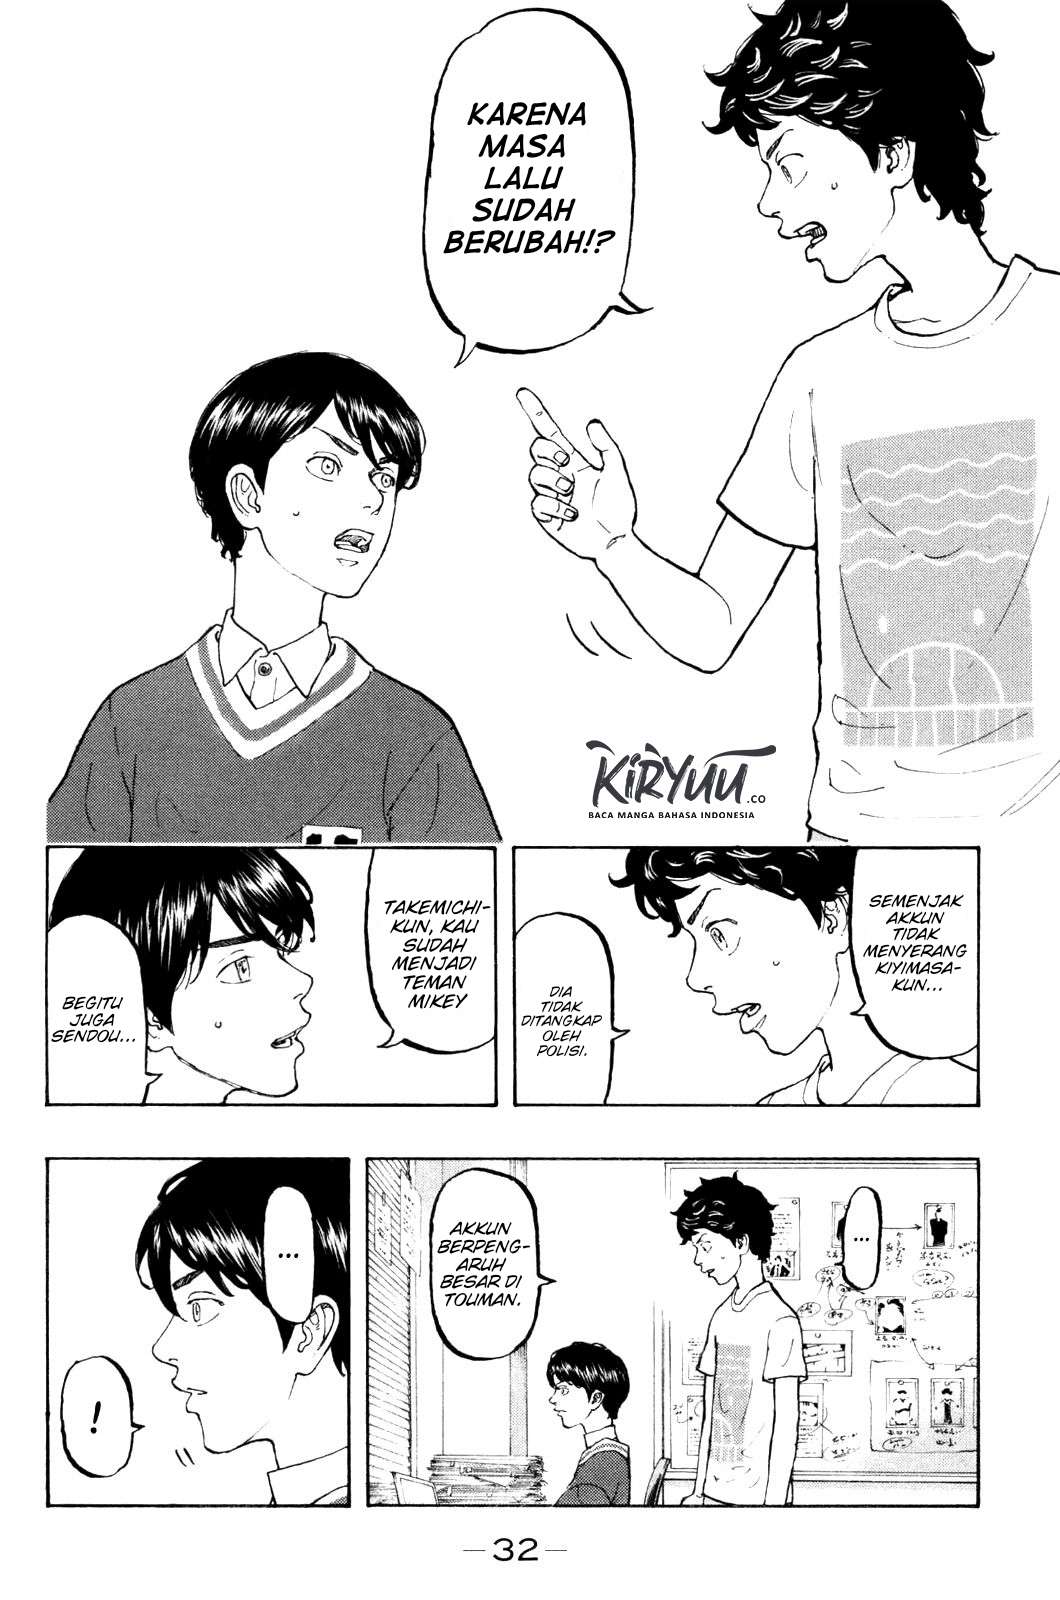 KARENA
MASA
LALU
SUDAH
BERUBAH!?
KIRYUU.CO
BACA MANGA BAHASA INDONESIA
SEMENJAK
AKKUN
TIDAK
MENYERANG
KIYIMASA-
KUN...
DIA
TIDAK
DITANGKAP
OLEH
POLISI.
TAKEMICHI-
KUN, KAU
SUDAH
MENJADI
TEMAN
MIKEY
BEGITU
JUGA
SENDOU...
...
AKKUN
BERPENG-
ARUH
BESAR DI
TOUMAN.
...
!
— 32 —